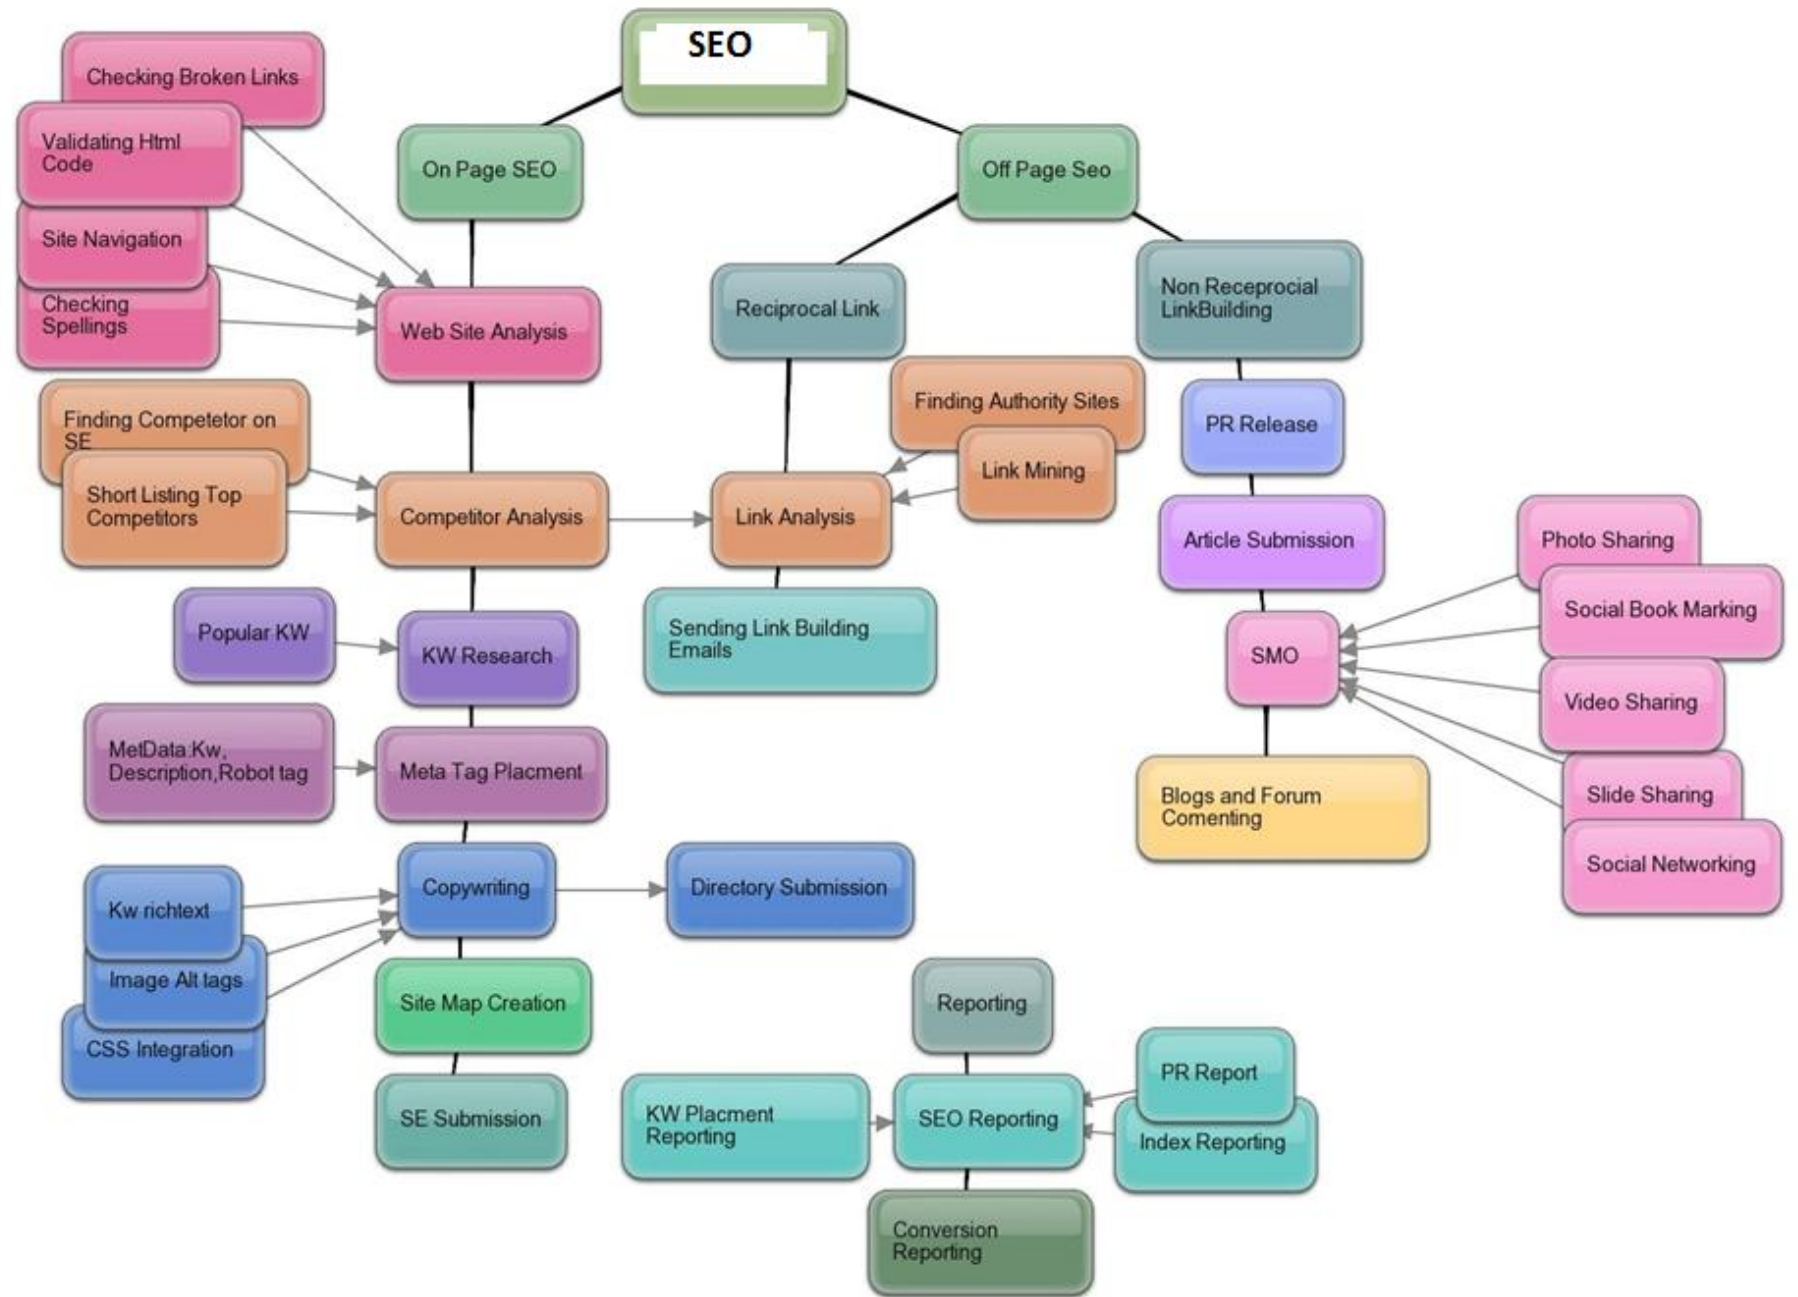 SEO
Checking Broken Links
Validating Html
Code
On Page SEO
Off Page Seo
Site Navigation
Checking
Spellings
Web Site Analysis
Reciprocal Link
Non Receprocial
LinkBuilding
Finding Competetor on
SE
Short Listing Top
Competitors
Competitor Analysis
Link Analysis
Finding Authority Sites
Link Mining
PR Release
Article Submission
Photo Sharing
Social Book Marking
Popular KW
KW Research
Sending Link Building
Emails
SMO
Video Sharing
MetData:Kw,
Description,Robot tag
Meta Tag Placment
Blogs and Forum
Comenting
Slide Sharing
Social Networking
Kw richtext
Copywriting
Directory Submission
Image Alt tags
CSS Integration
Site Map Creation
Reporting
SE Submission
KW Placment
Reporting
SEO Reporting
PR Report
Index Reporting
Conversion
Reporting